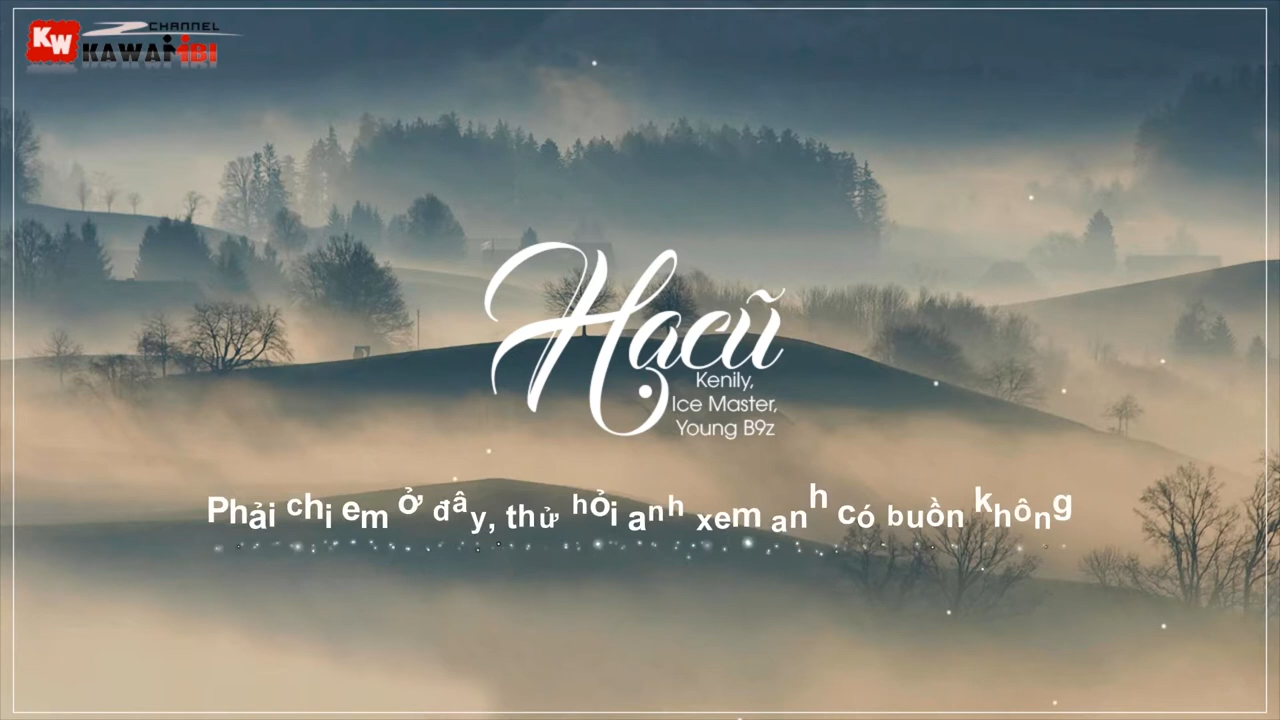 KW CHANNEL
KAWAIIBI
Hạ cũ
Kenily,
Ice Master,
Young B9z
Phải chi em ở đây, thử hỏi anh xem anh có buồn không